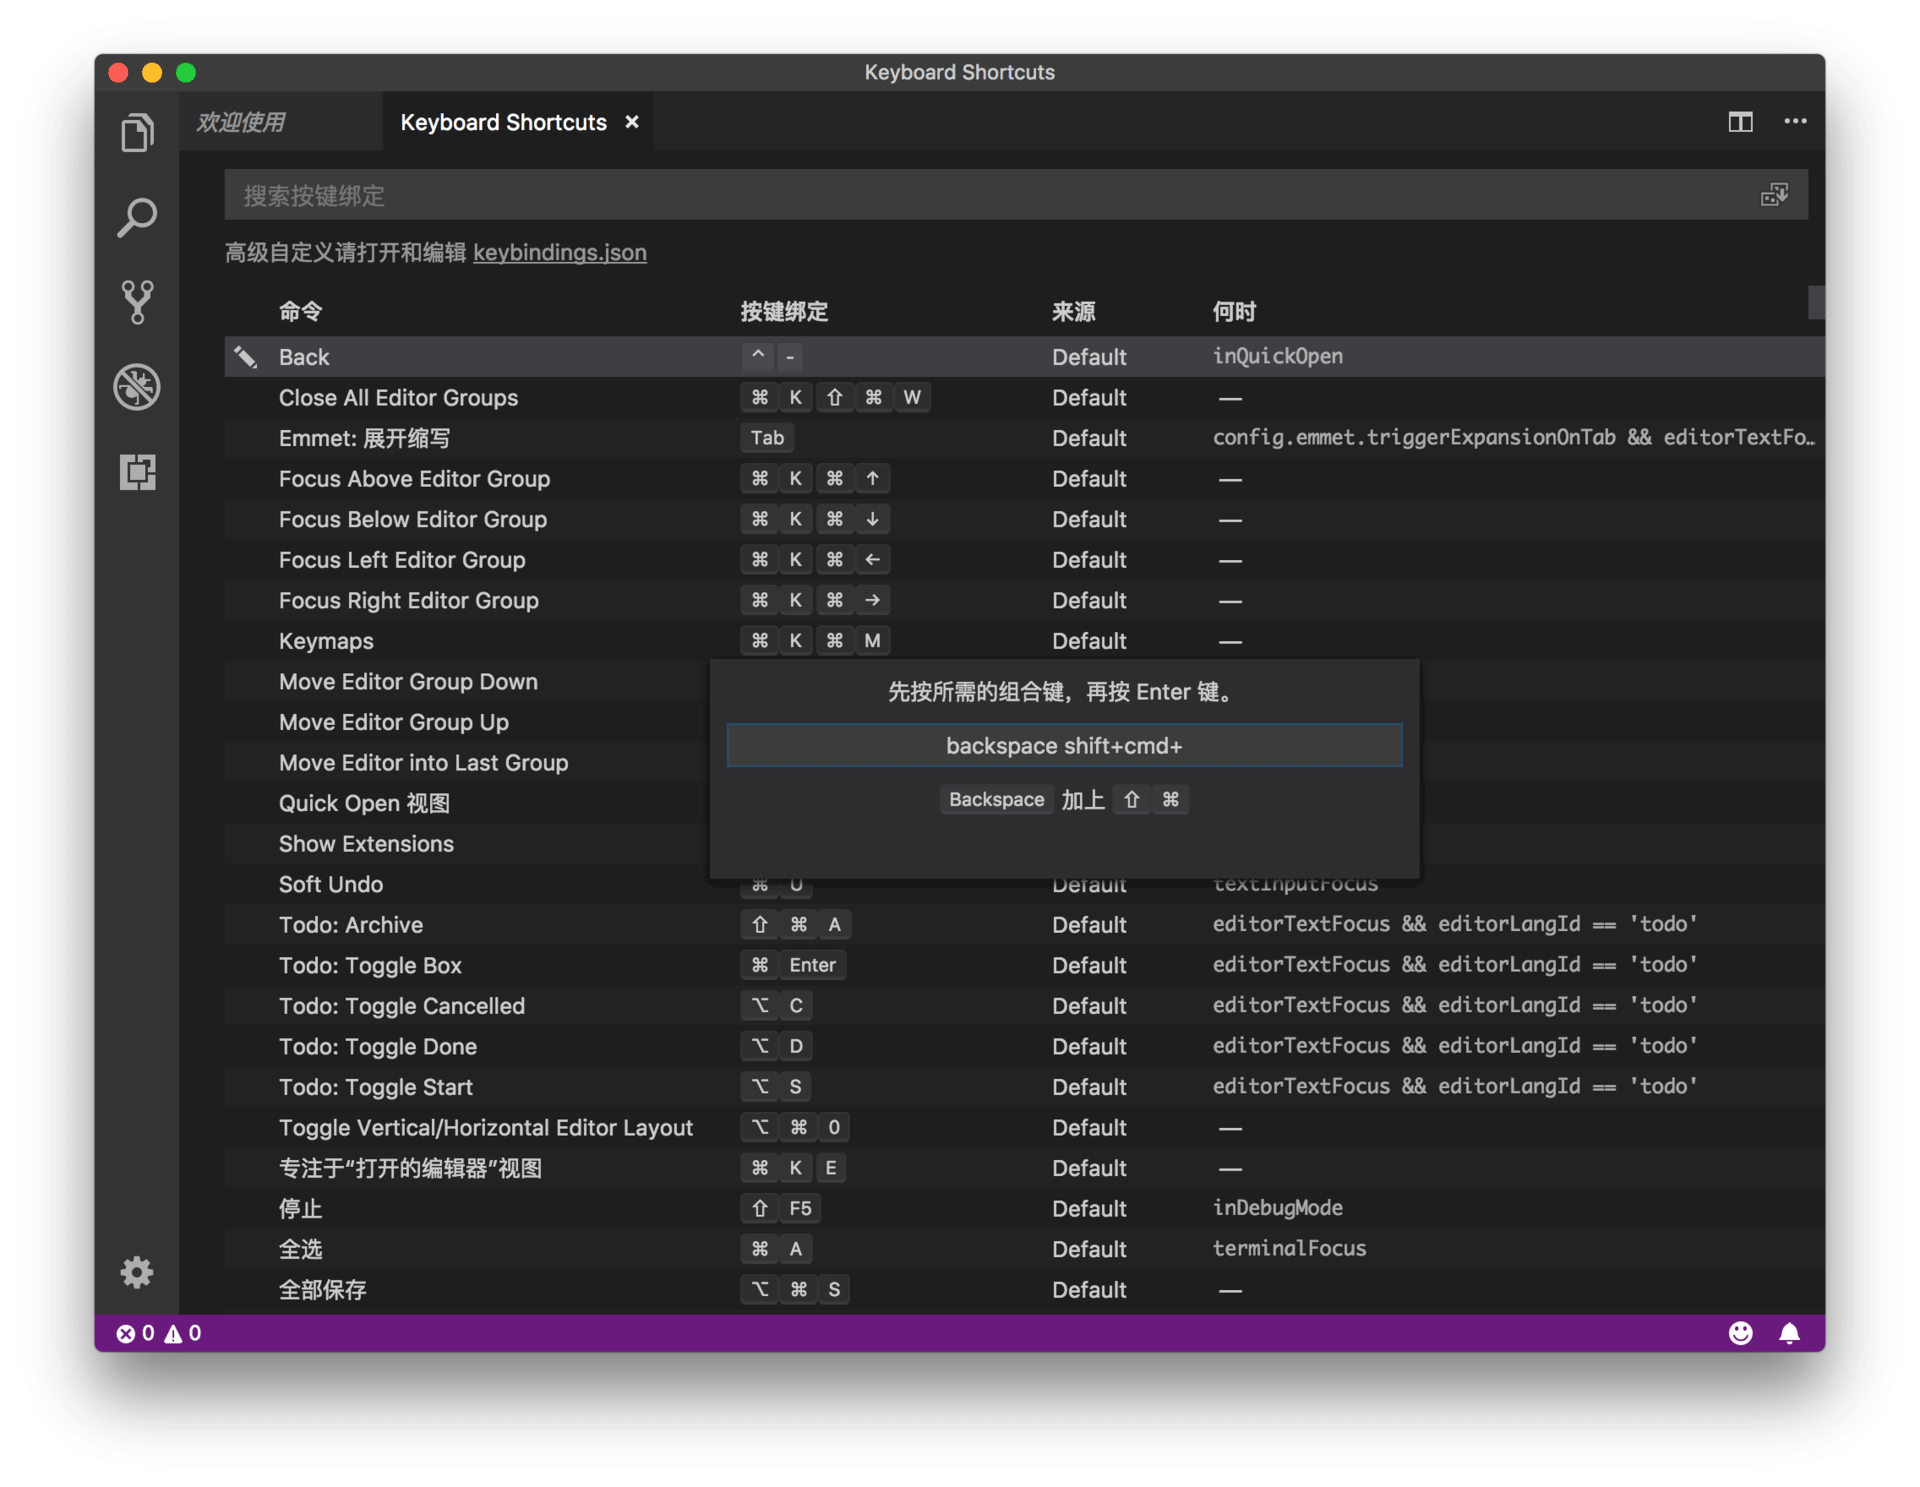 Keyboard Shortcuts
欢迎使用 Keyboard Shortcuts ×
搜索按键绑定
高级自定义请打开和编辑 keybindings.json
命令 按键绑定 来源 何时
Back ^ - Default inQuickOpen
Close All Editor Groups ⌘ K ⇧ ⌘ W Default —
Emmet: 展开缩写 Tab Default config.emmet.triggerExpansionOnTab && editorTextFo…
Focus Above Editor Group ⌘ K ⌘ ↑ Default —
Focus Below Editor Group ⌘ K ⌘ ↓ Default —
Focus Left Editor Group ⌘ K ⌘ ← Default —
Focus Right Editor Group ⌘ K ⌘ → Default —
Keymaps ⌘ K ⌘ M Default —
Move Editor Group Down
Move Editor Group Up
Move Editor into Last Group
Quick Open 视图
Show Extensions
先按所需的组合键，再按 Enter 键。
backspace shift+cmd+
Backspace 加上 ⇧ ⌘
Soft Undo ⌘ U Default textInputFocus
Todo: Archive ⇧ ⌘ A Default editorTextFocus && editorLangId == 'todo'
Todo: Toggle Box ⌘ Enter Default editorTextFocus && editorLangId == 'todo'
Todo: Toggle Cancelled ⌥ C Default editorTextFocus && editorLangId == 'todo'
Todo: Toggle Done ⌥ D Default editorTextFocus && editorLangId == 'todo'
Todo: Toggle Start ⌥ S Default editorTextFocus && editorLangId == 'todo'
Toggle Vertical/Horizontal Editor Layout ⌥ ⌘ 0 Default —
专注于“打开的编辑器”视图 ⌘ K E Default —
停止 ⇧ F5 Default inDebugMode
全选 ⌘ A Default terminalFocus
全部保存 ⌥ ⌘ S Default —
0 0